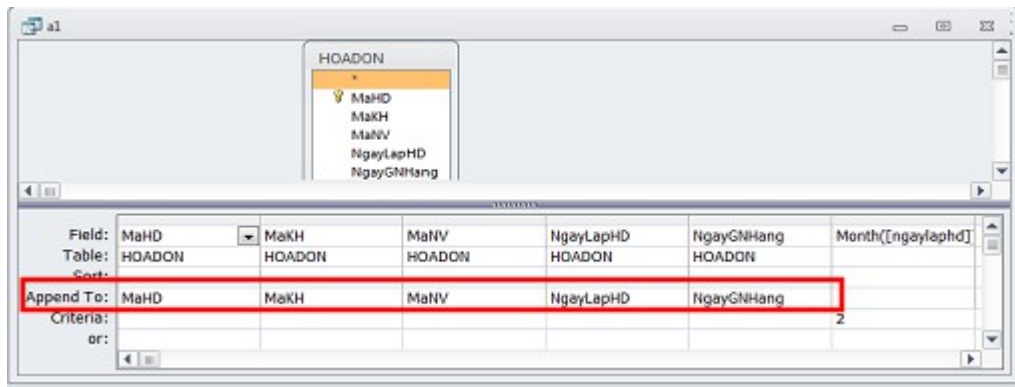 a1
HOADON
*
MaHD
MaKH
MaNV
NgayLapHD
NgayGNHang
Field: MaHD MaKH MaNV NgayLapHD NgayGNHang Month([ngaylaphd]
Table: HOADON HOADON HOADON HOADON HOADON
Sort:
Append To: MaHD MaKH MaNV NgayLapHD NgayGNHang
Criteria: 2
or: